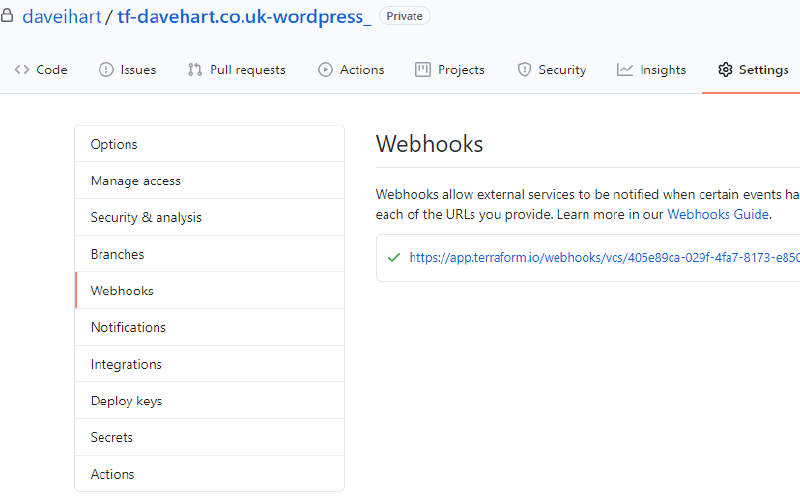 daveihart / tf-davehart.co.uk-wordpress_ Private
Code Issues Pull requests Actions Projects Security Insights Settings
Options
Manage access
Security & analysis
Branches
Webhooks
Notifications
Integrations
Deploy keys
Secrets
Actions
Webhooks
Webhooks allow external services to be notified when certain events ha
each of the URLs you provide. Learn more in our Webhooks Guide.
https://app.terraform.io/webhooks/vcs/405e89ca-029f-4fa7-8173-e850